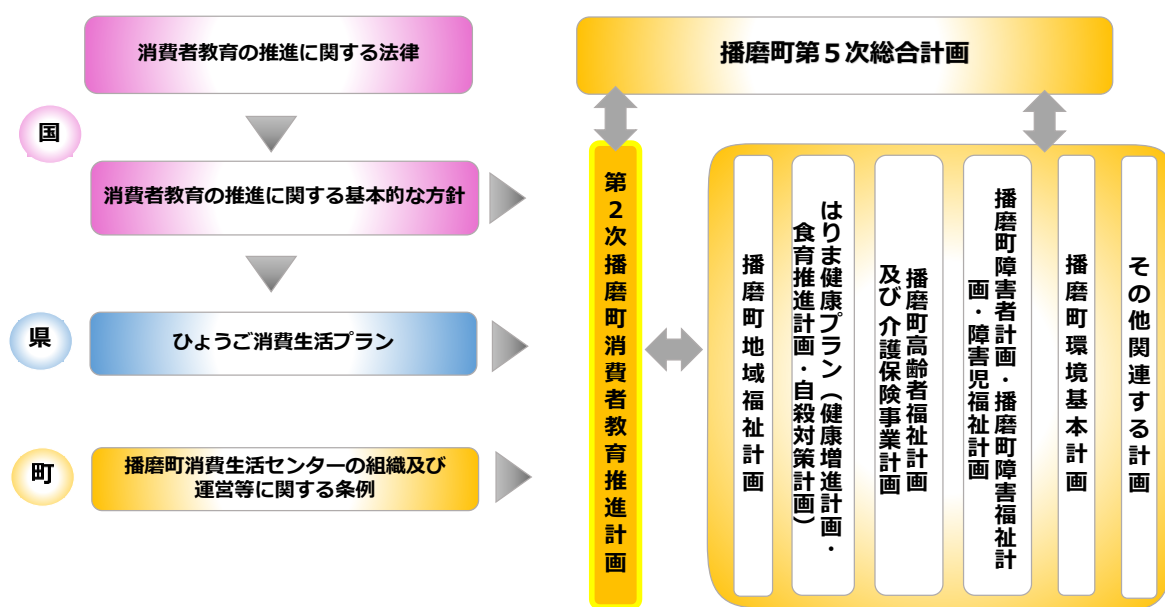 消費者教育の推進に関する法律
播磨町第５次総合計画
国
消費者教育の推進に関する基本的な方針
県
ひょうご消費生活プラン
町
播磨町消費生活センターの組織及び
運営等に関する条例
第２次播磨町消費者教育推進計画
播磨町地域福祉計画
はりま健康プラン（健康増進計画・
食育推進計画・自殺対策計画）
播磨町高齢者福祉計画
及び介護保険事業計画
播磨町障害者計画・播磨町障害福祉計
画・障害児福祉計画
播磨町環境基本計画
その他関連する計画